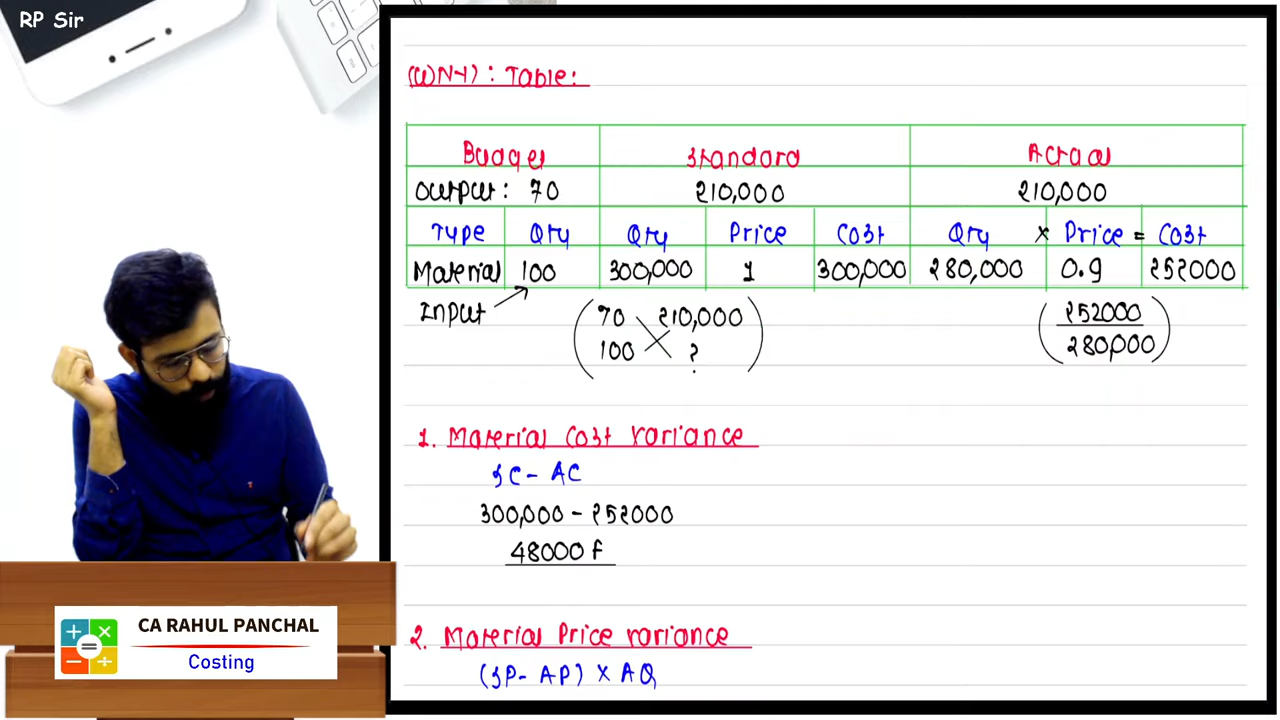 RP Sir
(WN-1) : Table:
Budget Standard Actual
Output: 70 210,000 210,000
Type Qty Qty Price Cost Qty × Price = Cost
Material 100 300,000 1 300,000 280,000 0.9 252000
Input
70 210,000
100 ?
252000
280,000
1. Material Cost Variance
SC - AC
300,000 - 252000
48000 F
2. Material Price Variance
(SP - AP) × AQ
CA RAHUL PANCHAL
Costing